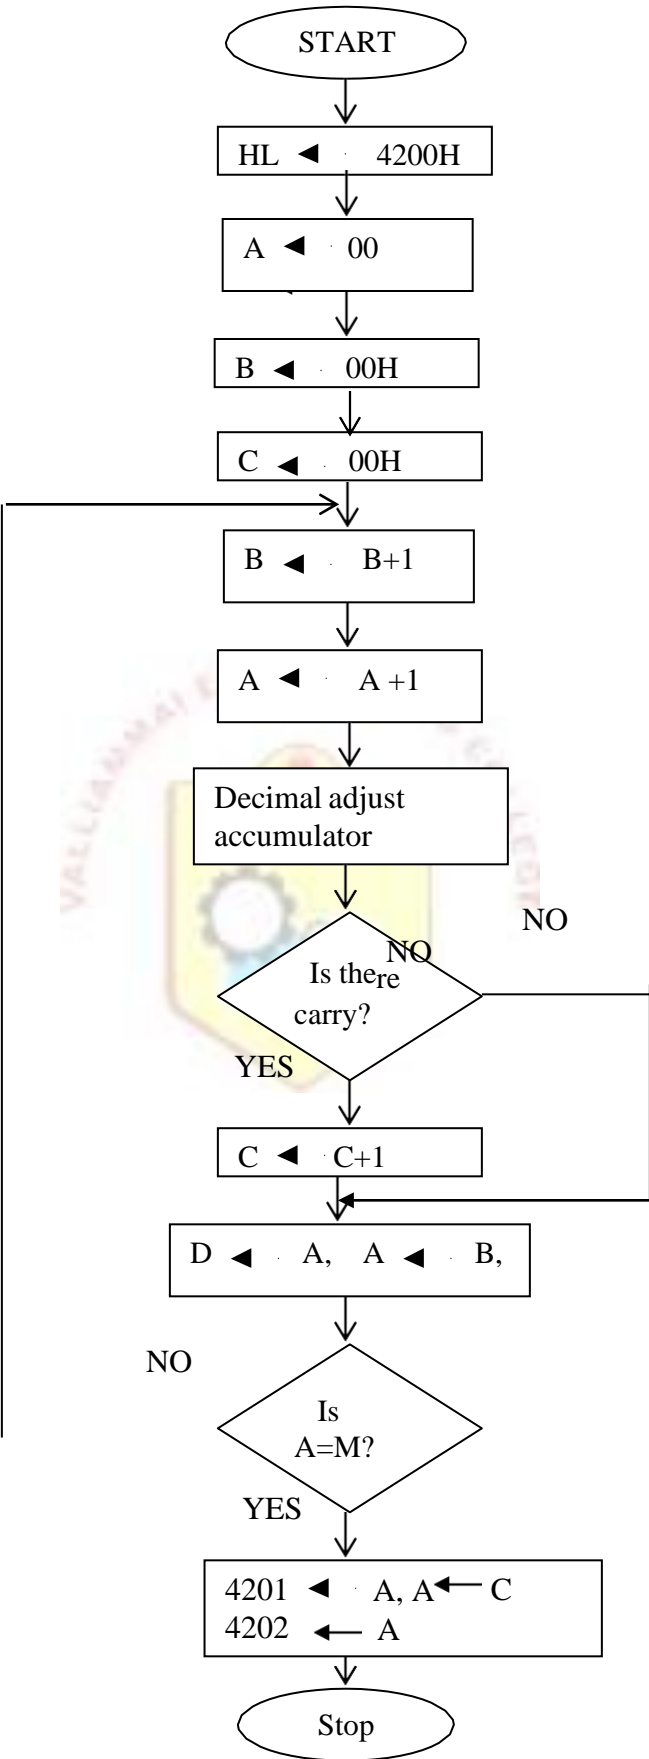 START
HL ◄ 4200H
A ◄ 00
B ◄ 00H
C ◄ 00H
B ◄ B+1
A ◄ A +1
Decimal adjust
accumulator
NO
NO
Is there
carry?
YES
C ◄ C+1
D ◄ A, A ◄ B,
NO
Is
A=M?
YES
4201 ◄ A, A ← C
4202 ← A
Stop
VALLIAMMAI E